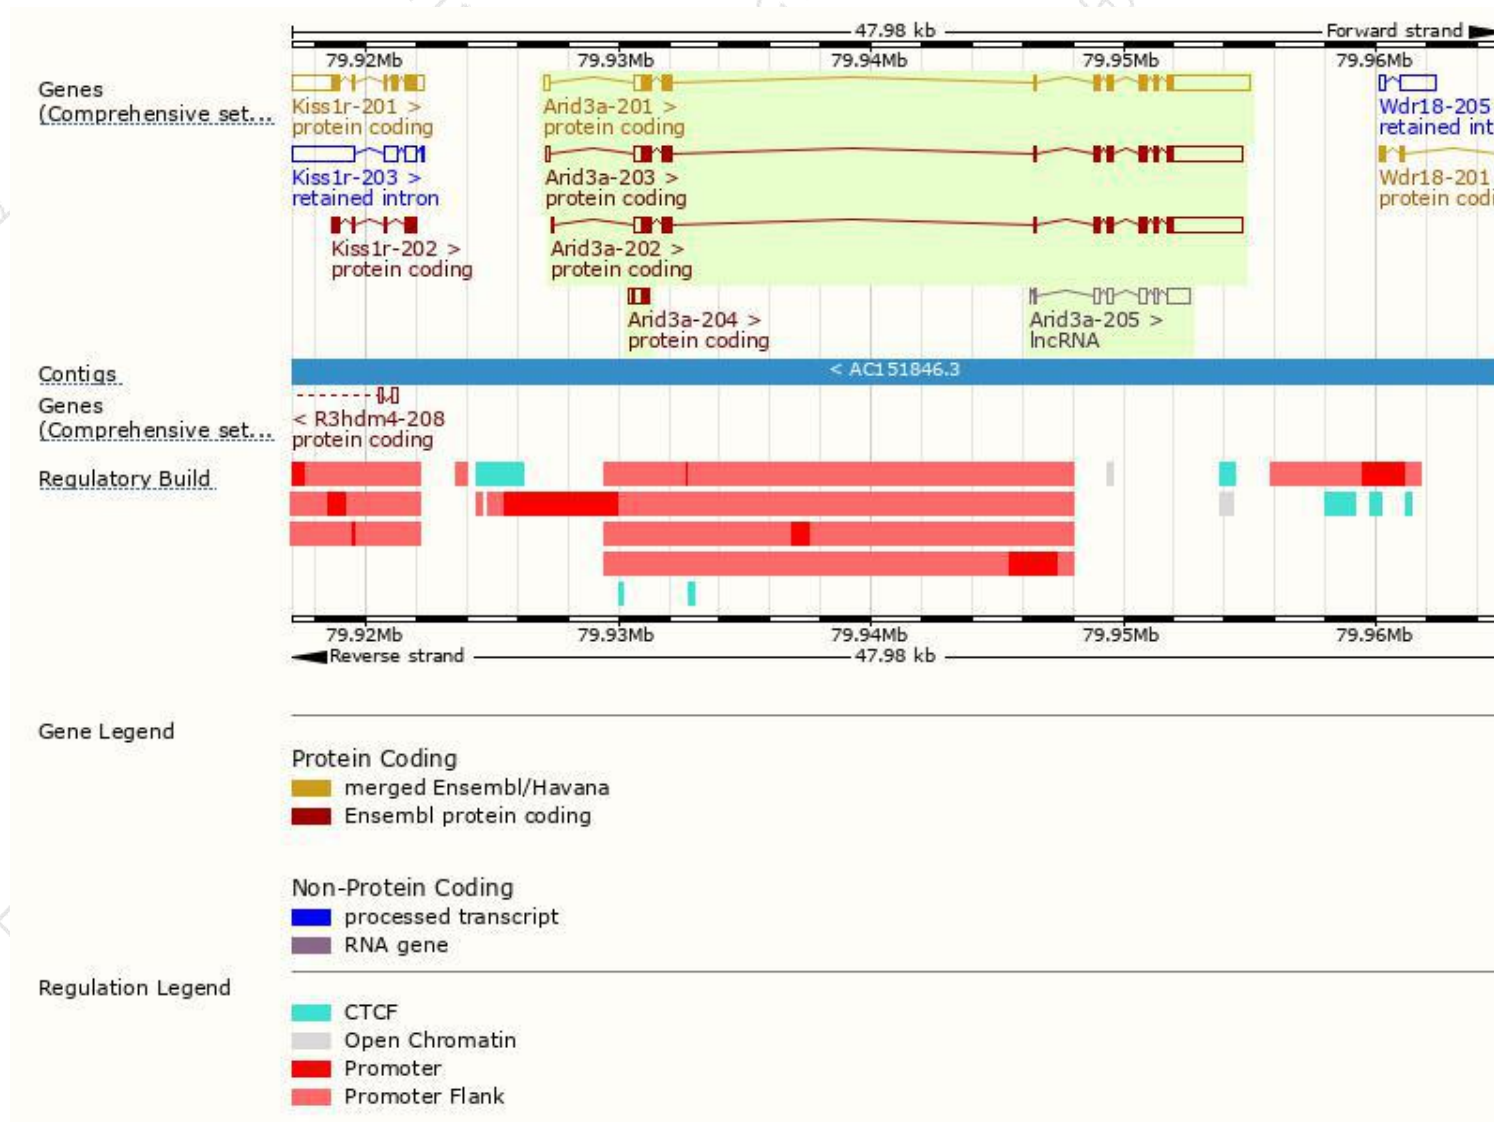 47.98 kb Forward strand
79.92Mb 79.93Mb 79.94Mb 79.95Mb 79.96Mb
Genes
(Comprehensive set...
Kiss1r-201 > Arid3a-201 > Wdr18-205
protein coding protein coding retained int
Kiss1r-203 > Arid3a-203 > Wdr18-201
retained intron protein coding protein codi
Kiss1r-202 > Arid3a-202 >
protein coding protein coding
Arid3a-204 > Arid3a-205 >
protein coding lncRNA
Contigs < AC151846.3
Genes
(Comprehensive set...
< R3hdm4-208
protein coding
Regulatory Build
79.92Mb 79.93Mb 79.94Mb 79.95Mb 79.96Mb
Reverse strand 47.98 kb
Gene Legend
Protein Coding
merged Ensembl/Havana
Ensembl protein coding
Non-Protein Coding
processed transcript
RNA gene
Regulation Legend
CTCF
Open Chromatin
Promoter
Promoter Flank